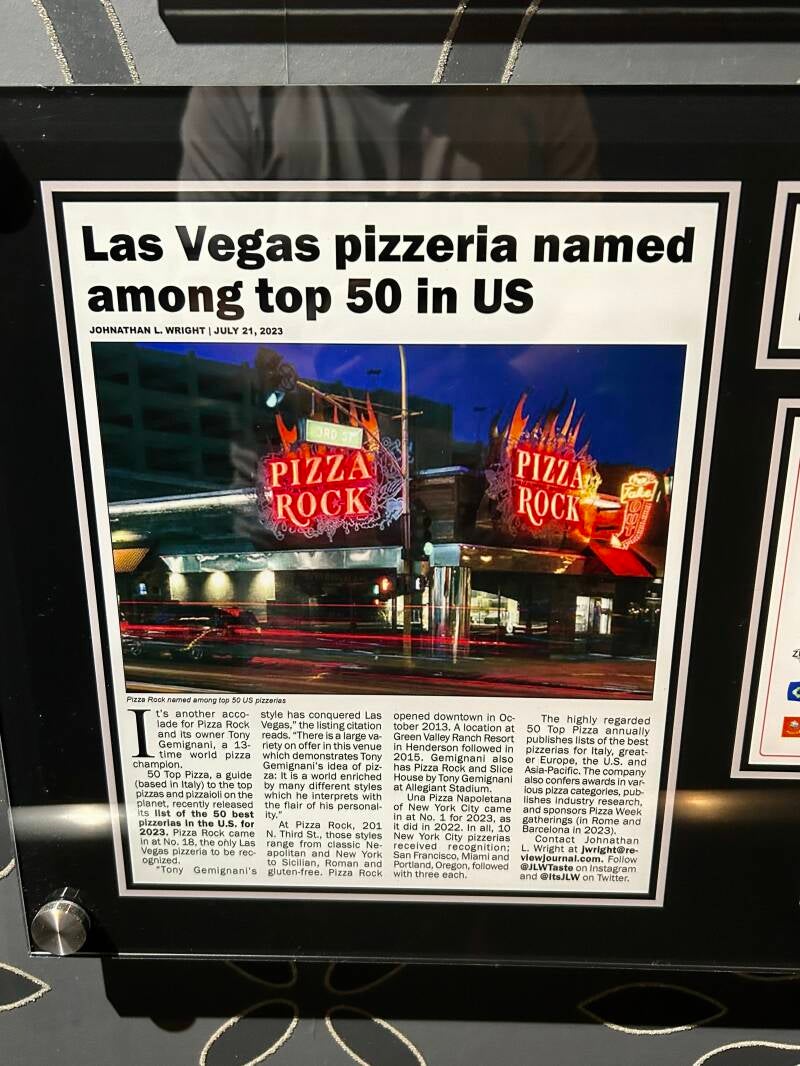 Las Vegas pizzeria named
among top 50 in US
JOHNATHAN L. WRIGHT | JULY 21, 2023
3RD ST
PIZZA
ROCK
PIZZA
ROCK
Take
OUT
Pizza Rock named among top 50 US pizzerias
It's another acco-
lade for Pizza Rock
and its owner Tony
Gemignani, a 13-
time world pizza
champion.
50 Top Pizza, a guide
(based in Italy) to the top
pizzas and pizzaioli on the
planet, recently released
its list of the 50 best
pizzerias in the U.S. for
2023. Pizza Rock came
in at No. 18, the only Las
Vegas pizzeria to be rec-
ognized.
"Tony Gemignani's
style has conquered Las
Vegas," the listing citation
reads. "There is a large va-
riety on offer in this venue
which demonstrates Tony
Gemignani's idea of piz-
za: It is a world enriched
by many different styles
which he interprets with
the flair of his personal-
ity."
At Pizza Rock, 201
N. Third St., those styles
range from classic Ne-
apolitan and New York
to Sicilian, Roman and
gluten-free. Pizza Rock
opened downtown in Oc-
tober 2013. A location at
Green Valley Ranch Resort
in Henderson followed in
2015. Gemignani also
has Pizza Rock and Slice
House by Tony Gemignani
at Allegiant Stadium.
Una Pizza Napoletana
of New York City came
in at No. 1 for 2023, as
it did in 2022. In all, 10
New York City pizzerias
received recognition;
San Francisco, Miami and
Portland, Oregon, followed
with three each.
The highly regarded
50 Top Pizza annually
publishes lists of the best
pizzerias for Italy, great-
er Europe, the U.S. and
Asia-Pacific. The company
also confers awards in var-
ious pizza categories, pub-
lishes industry research,
and sponsors Pizza Week
gatherings (in Rome and
Barcelona in 2023).
Contact Johnathan
L. Wright at jwright@re-
viewjournal.com. Follow
@JLWTaste on Instagram
and @ItsJLW on Twitter.